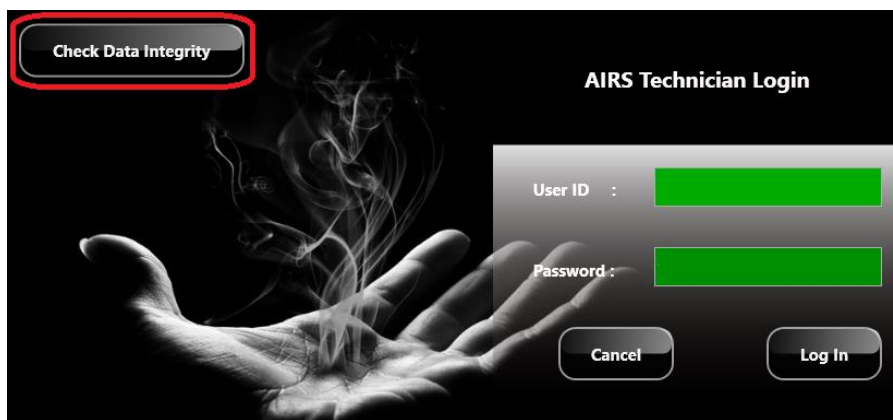 Check Data Integrity
AIRS Technician Login
User ID :
Password :
Cancel
Log In